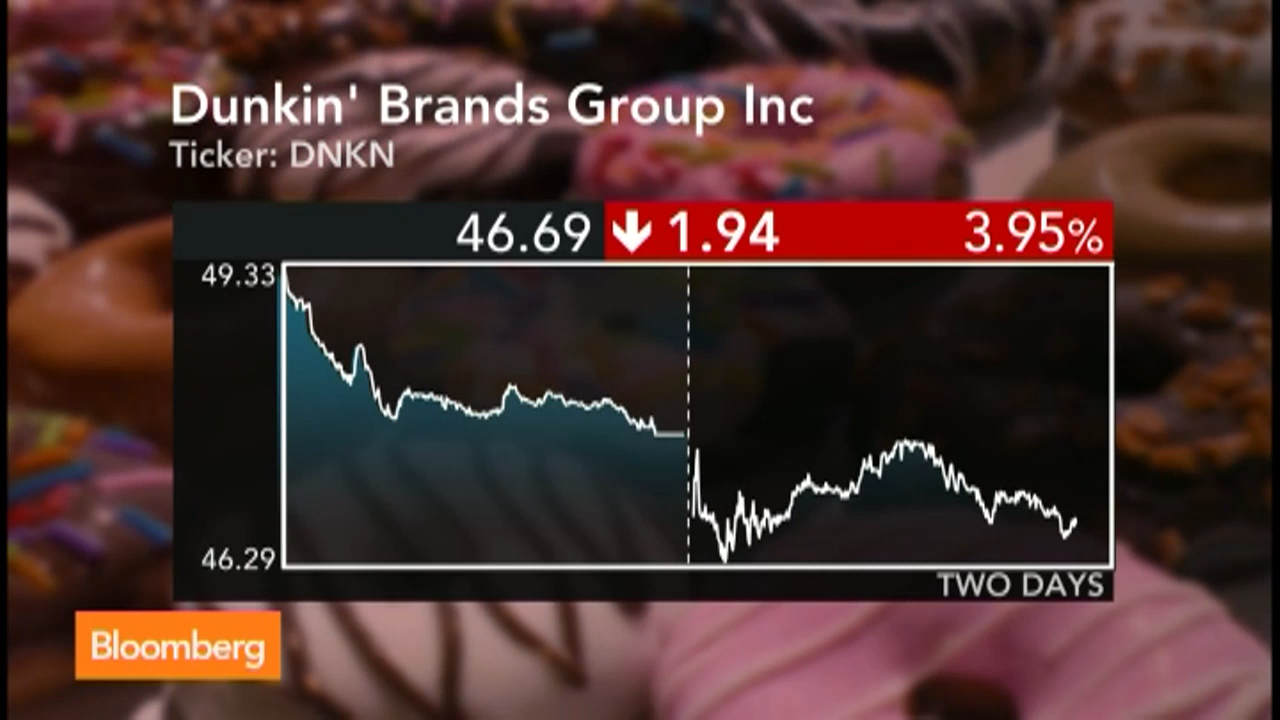 Dunkin' Brands Group Inc
Ticker: DNKN
46.69 1.94 3.95%
49.33
46.29
TWO DAYS
Bloomberg